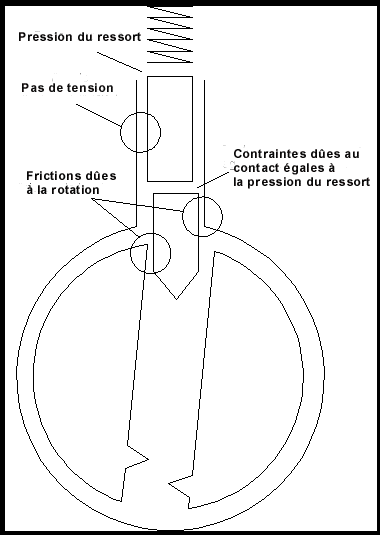 Pression du ressort
Pas de tension
Contraintes dûes au
contact égales à
la pression du ressort
Frictions dûes
à la rotation